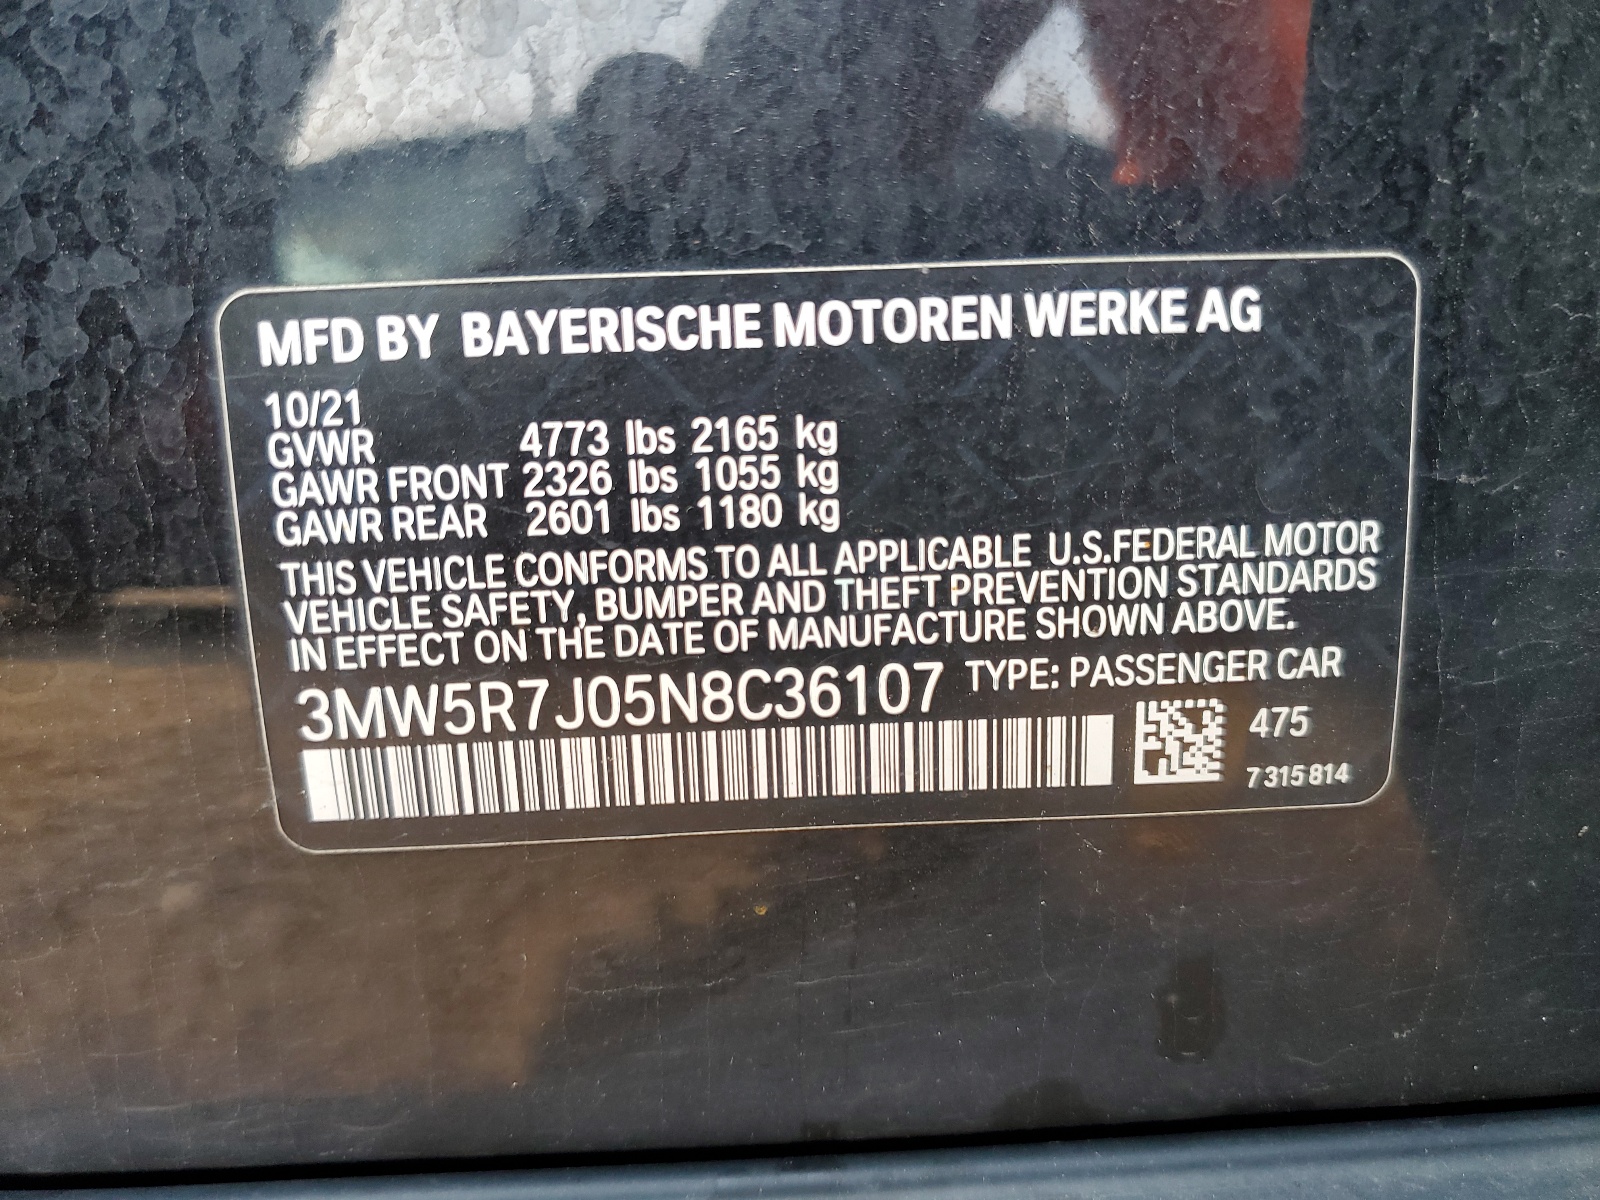 MFD BY BAYERISCHE MOTOREN WERKE AG
10/21
GVWR 4773 lbs 2165 kg
GAWR FRONT 2326 lbs 1055 kg
GAWR REAR 2601 lbs 1180 kg
THIS VEHICLE CONFORMS TO ALL APPLICABLE U.S.FEDERAL MOTOR
VEHICLE SAFETY, BUMPER AND THEFT PREVENTION STANDARDS
IN EFFECT ON THE DATE OF MANUFACTURE SHOWN ABOVE.
3MW5R7J05N8C36107 TYPE: PASSENGER CAR
475
7 315 814